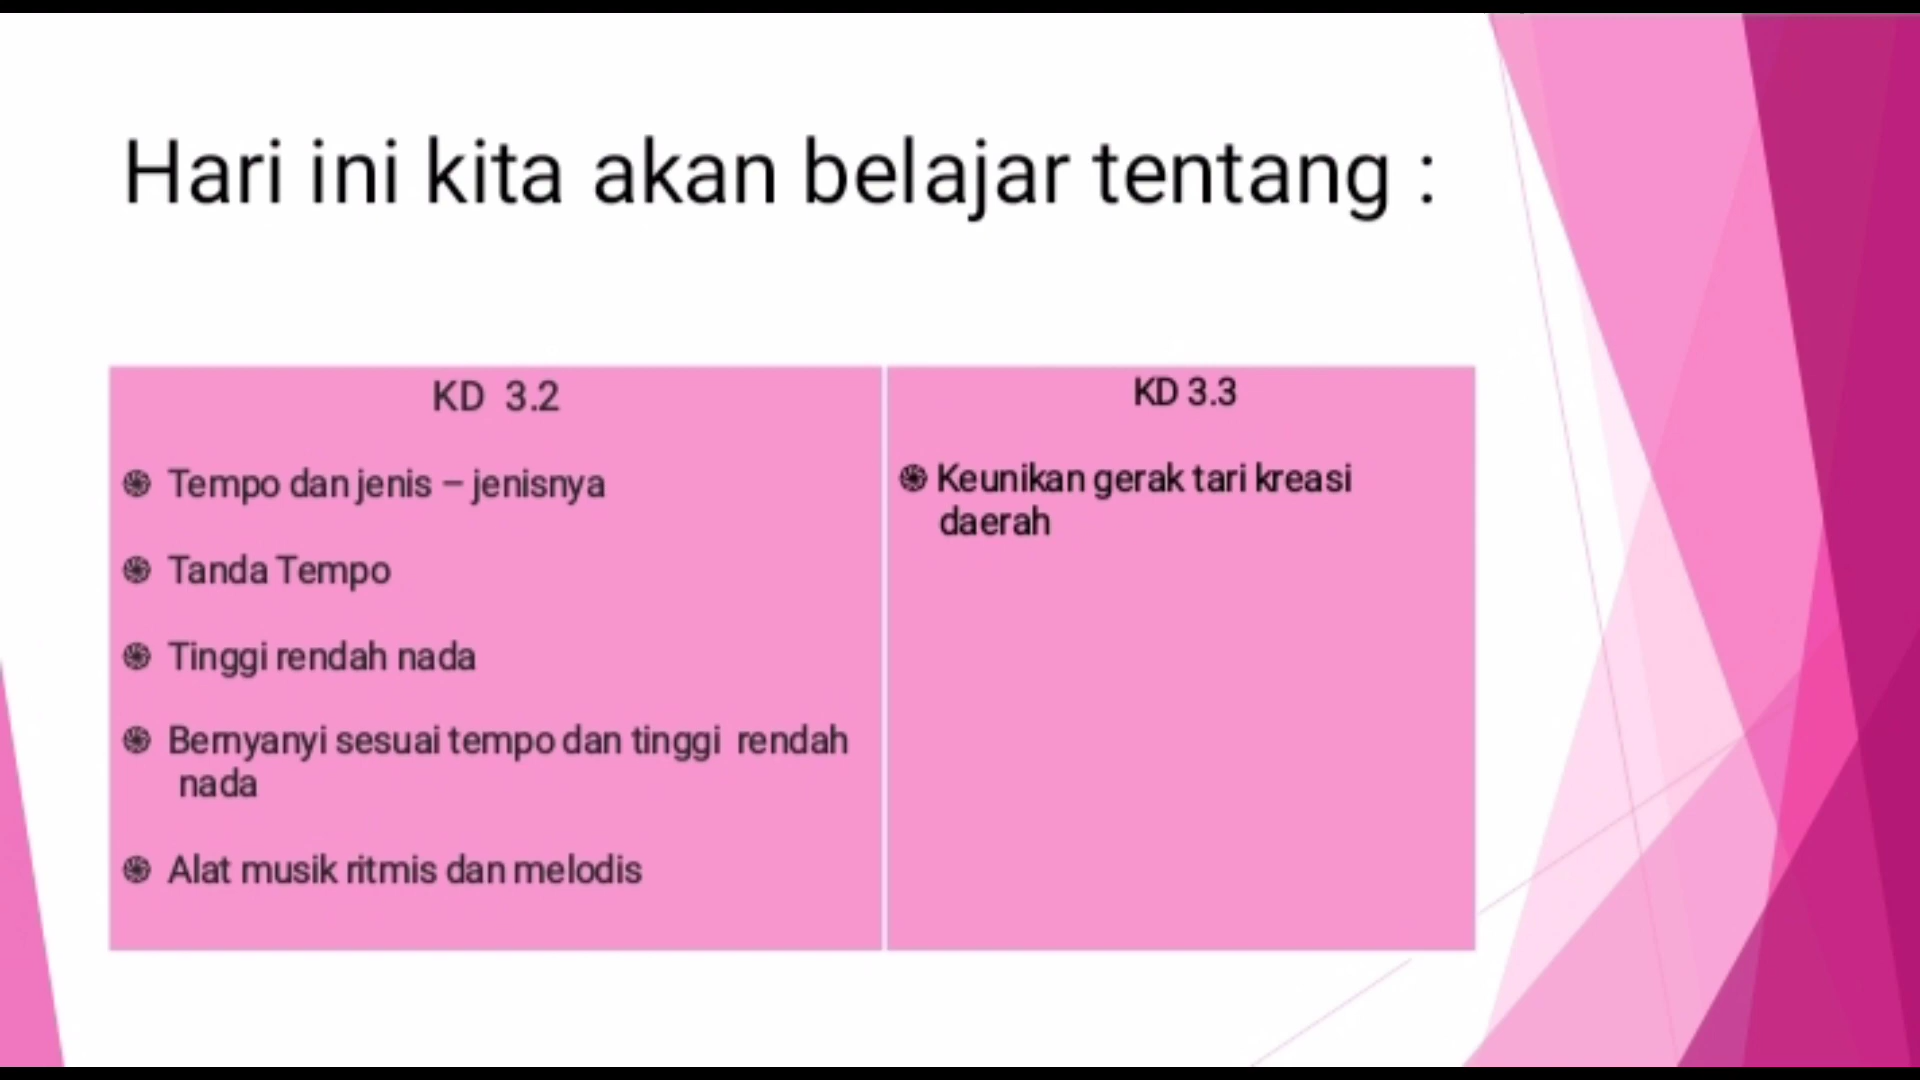 Hari ini kita akan belajar tentang :
KD 3.2
֍ Tempo dan jenis – jenisnya
֍ Tanda Tempo
֍ Tinggi rendah nada
֍ Bernyanyi sesuai tempo dan tinggi rendah
nada
֍ Alat musik ritmis dan melodis
KD 3.3
֍ Keunikan gerak tari kreasi
daerah